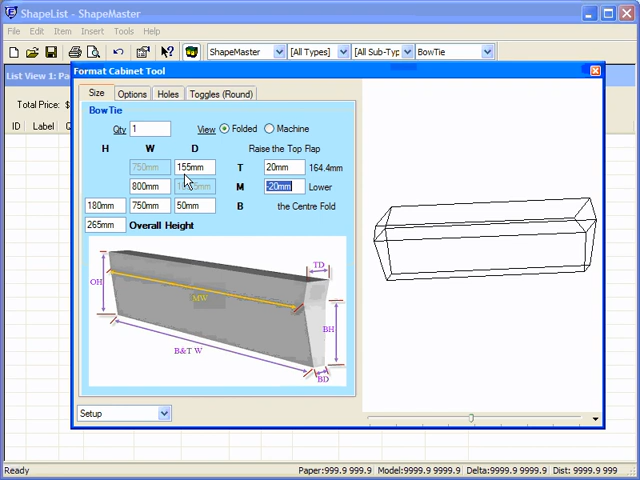 ShapeList - ShapeMaster
File Edit Item Insert Tools Help
ShapeMaster [All Types] [All Sub-Typ BowTie
List View 1: Pa
Format Cabinet Tool
Total Price: $
ID Label Q
Size Options Holes Toggles (Round)
BowTie
Qty 1 View Folded Machine
H W D Raise the Top Flap
750mm 155mm T 20mm 164.4mm
800mm M -20mm Lower
180mm 750mm 50mm B the Centre Fold
265mm Overall Height
TD
OH
MW
BH
B&T W
BD
Setup
Ready Paper:999.9 999.9 Model:9999.9 9999.9 Delta:9999.9 9999.9 Dist: 9999.9 999.9